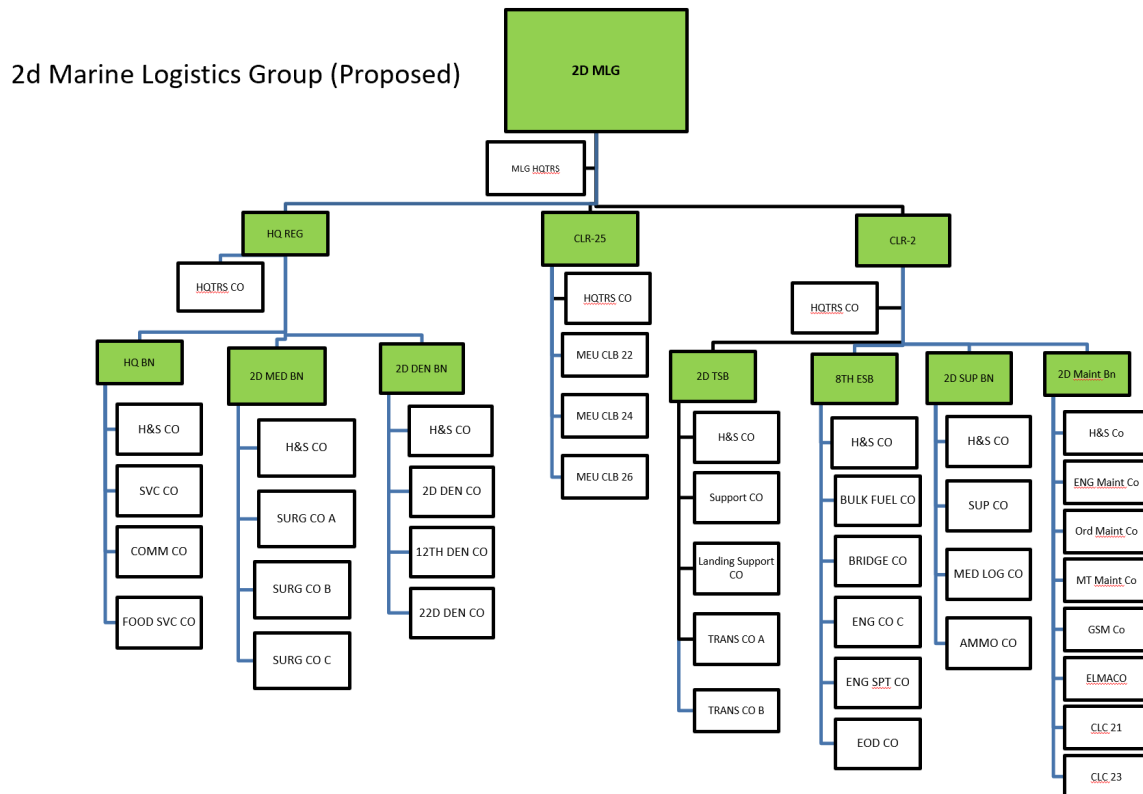 2d Marine Logistics Group (Proposed)
2D MLG
MLG HQTRS
HQ REG
HQTRS CO
HQ BN
H&S CO
SVC CO
COMM CO
FOOD SVC CO
2D MED BN
H&S CO
SURG CO A
SURG CO B
SURG CO C
2D DEN BN
H&S CO
2D DEN CO
12TH DEN CO
22D DEN CO
CLR-25
HQTRS CO
MEU CLB 22
MEU CLB 24
MEU CLB 26
CLR-2
HQTRS CO
2D TSB
H&S CO
Support CO
Landing Support
CO
TRANS CO A
TRANS CO B
8TH ESB
H&S CO
BULK FUEL CO
BRIDGE CO
ENG CO C
ENG SPT CO
EOD CO
2D SUP BN
H&S CO
SUP CO
MED LOG CO
AMMO CO
2D Maint Bn
H&S Co
ENG Maint Co
Ord Maint Co
MT Maint Co
GSM Co
ELMACO
CLC 21
CLC 23